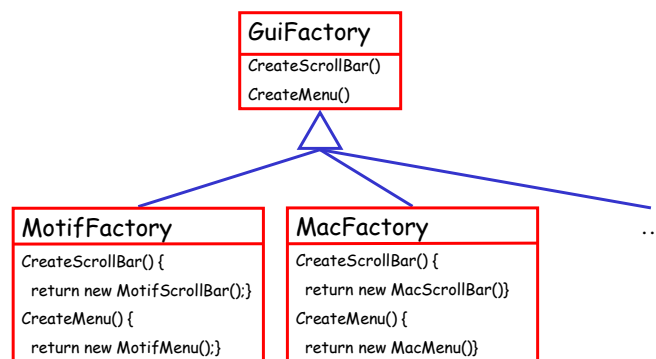 GuiFactory
CreateScrollBar()
CreateMenu()
MotifFactory
CreateScrollBar() {
return new MotifScrollBar();}
CreateMenu() {
return new MotifMenu();}
MacFactory
CreateScrollBar() {
return new MacScrollBar()}
CreateMenu() {
return new MacMenu()}
..